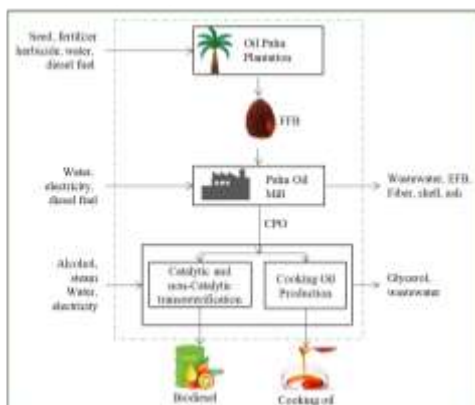 Seed, fertilizer
herbicide, water,
diesel fuel
Oil Palm
Plantation
FFB
Water,
electricity,
diesel fuel
Palm Oil
Mill
Wastewater, EFB,
Fiber, shell, ash
CPO
Alcohol,
steam
Water,
electricity
Catalytic and
non-Catalytic
transesterification
Cooking Oil
Production
Glycerol,
wastewater
Biodiesel
Cooking oil